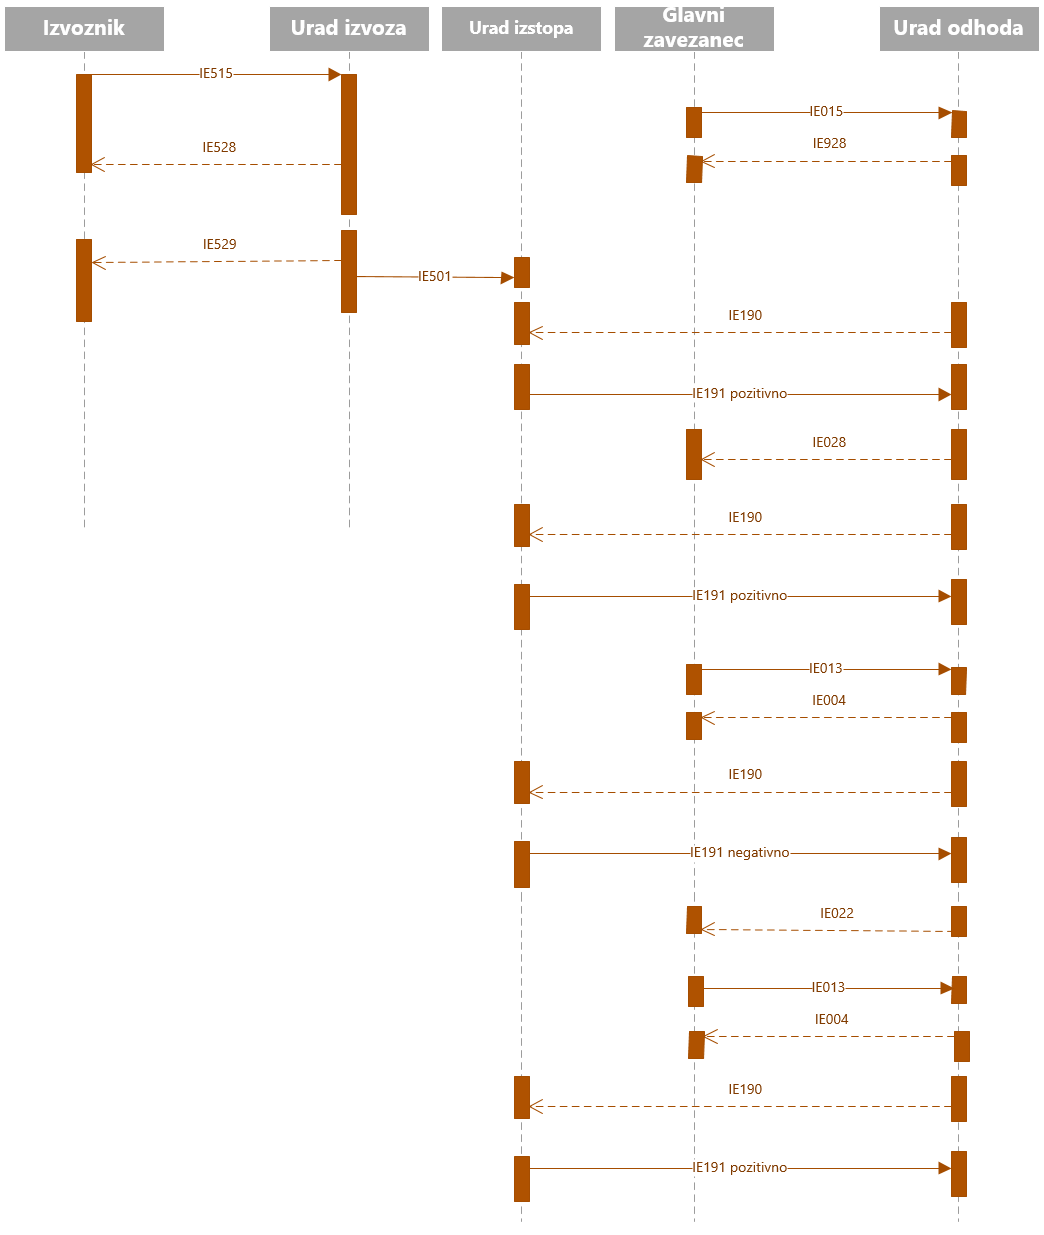 Izvoznik
Urad izvoza
Urad izstopa
Glavni
zavezanec
Urad odhoda
IE515
IE015
IE528
IE928
IE529
IE501
IE190
IE191 pozitivno
IE028
IE190
IE191 pozitivno
IE013
IE004
IE190
IE191 negativno
IE022
IE013
IE004
IE190
IE191 pozitivno